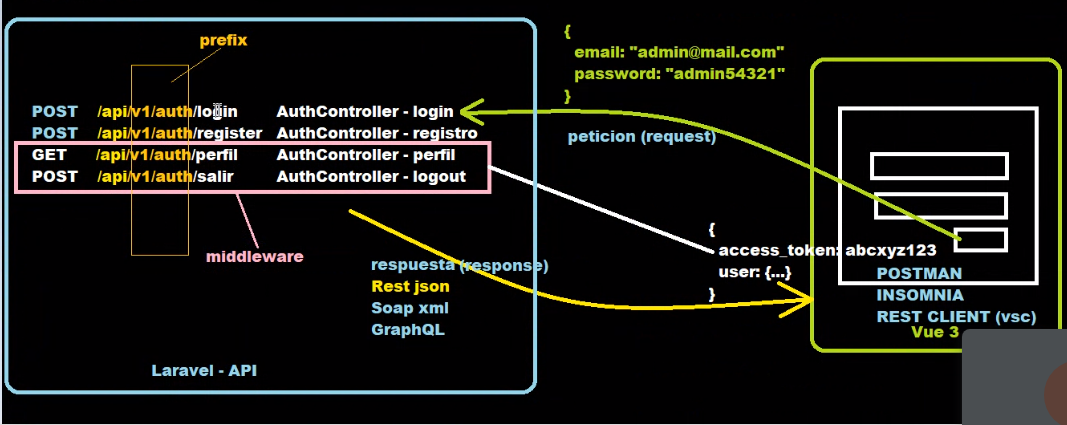 prefix
POST /api/v1/auth/login AuthController - login
POST /api/v1/auth/register AuthController - registro
GET /api/v1/auth/perfil AuthController - perfil
POST /api/v1/auth/salir AuthController - logout
middleware
respuesta (response)
Rest json
Soap xml
GraphQL
Laravel - API
{
email: "admin@mail.com"
password: "admin54321"
}
peticion (request)
{
access_token: abcxyz123
user: {...}
}
POSTMAN
INSOMNIA
REST CLIENT (vsc)
Vue 3